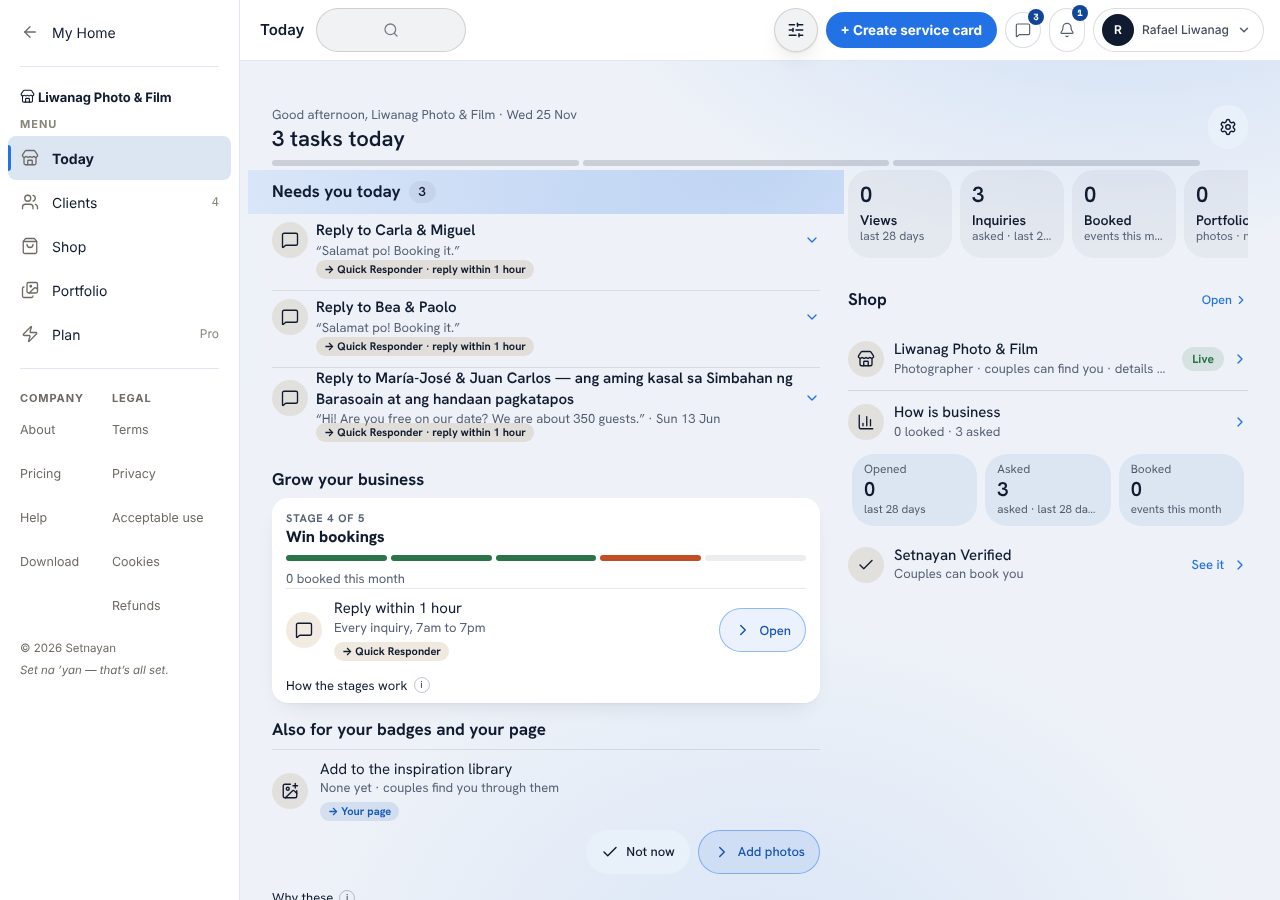 My Home
Liwanag Photo & Film
MENU
Today
Clients 4
Shop
Portfolio
Plan Pro
COMPANY LEGAL
About Terms
Pricing Privacy
Help Acceptable use
Download Cookies
Refunds
© 2026 Setnayan
Set na ’yan — that’s all set.
Today
+ Create service card
3
1
R Rafael Liwanag
Good afternoon, Liwanag Photo & Film · Wed 25 Nov
3 tasks today
Needs you today 3
Reply to Carla & Miguel
“Salamat po! Booking it.”
→ Quick Responder · reply within 1 hour
Reply to Bea & Paolo
“Salamat po! Booking it.”
→ Quick Responder · reply within 1 hour
Reply to María-José & Juan Carlos — ang aming kasal sa Simbahan ng
Barasoain at ang handaan pagkatapos
“Hi! Are you free on our date? We are about 350 guests.” · Sun 13 Jun
→ Quick Responder · reply within 1 hour
Grow your business
STAGE 4 OF 5
Win bookings
0 booked this month
Reply within 1 hour
Every inquiry, 7am to 7pm
→ Quick Responder
Open
How the stages work i
Also for your badges and your page
Add to the inspiration library
None yet · couples find you through them
→ Your page
Not now
Add photos
Why these i
0 3 0 0
Views Inquiries Booked Portfolio
last 28 days asked · last 2… events this m… photos ·
Shop Open
Liwanag Photo & Film
Photographer · couples can find you · details …
Live
How is business
0 looked · 3 asked
Opened Asked Booked
0 3 0
last 28 days asked · last 28 da… events this month
Setnayan Verified
Couples can book you
See it